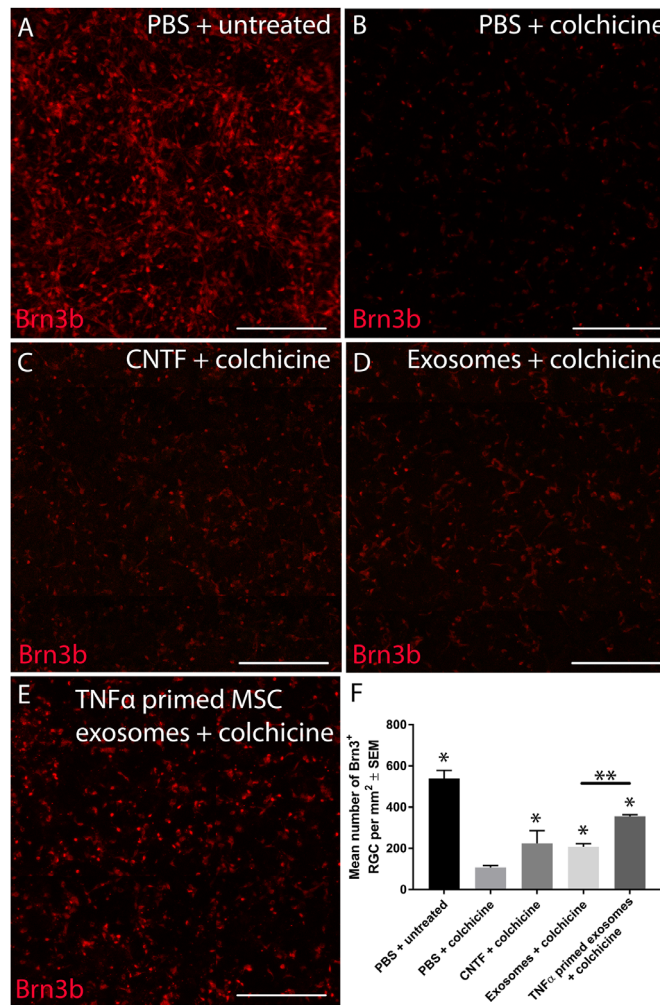 A
PBS + untreated
Brn3b
B
PBS + colchicine
Brn3b
C
CNTF + colchicine
Brn3b
D
Exosomes + colchicine
Brn3b
E
TNFα primed MSC
exosomes + colchicine
Brn3b
F
Mean number of Brn3⁺
RGC per mm² ± SEM
800
600
400
200
0
*
*
*
**
*
PBS + untreated
PBS + colchicine
CNTF + colchicine
Exosomes + colchicine
TNFα primed exosomes
+ colchicine